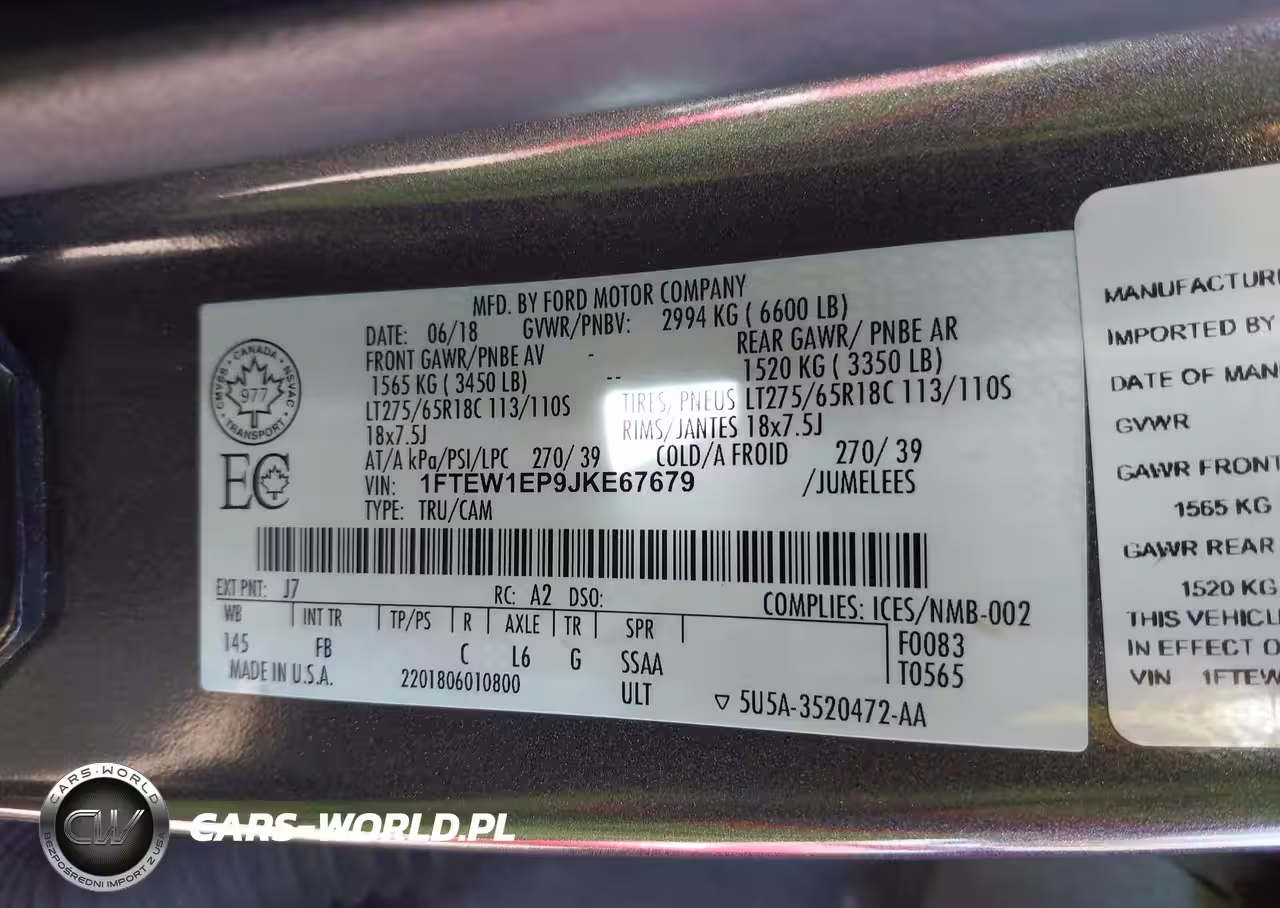 MFD. BY FORD MOTOR COMPANY
DATE: 06/18 GVWR/PNBV: 2994 KG ( 6600 LB)
FRONT GAWR/PNBE AV - REAR GAWR/ PNBE AR
1565 KG ( 3450 LB) -- 1520 KG ( 3350 LB)
LT275/65R18C 113/110S TIRES/PNEUS LT275/65R18C 113/110S
18x7.5J RIMS/JANTES 18x7.5J
AT/A kPa/PSI/LPC 270/ 39 COLD/A FROID 270/ 39
VIN: 1FTEW1EP9JKE67679 /JUMELEES
TYPE: TRU/CAM
CANADA
CMVSS NSVAC
977
TRANSPORT
EC
EXT PNT: J7 RC: A2 DSO: COMPLIES: ICES/NMB-002
WB INT TR TP/PS R AXLE TR SPR F0083
145 FB C L6 G SSAA T0565
MADE IN U.S.A. 2201806010800 ULT 5U5A-3520472-AA
MANUFACTURE
IMPORTED BY
DATE OF MAN
GVWR
GAWR FRONT
1565 KG
GAWR REAR
1520 KG
THIS VEHICL
IN EFFECT O
VIN 1FTEW
CARS-WORLD
CW
BEZPOŚREDNI IMPORT Z USA
CARS-WORLD.PL